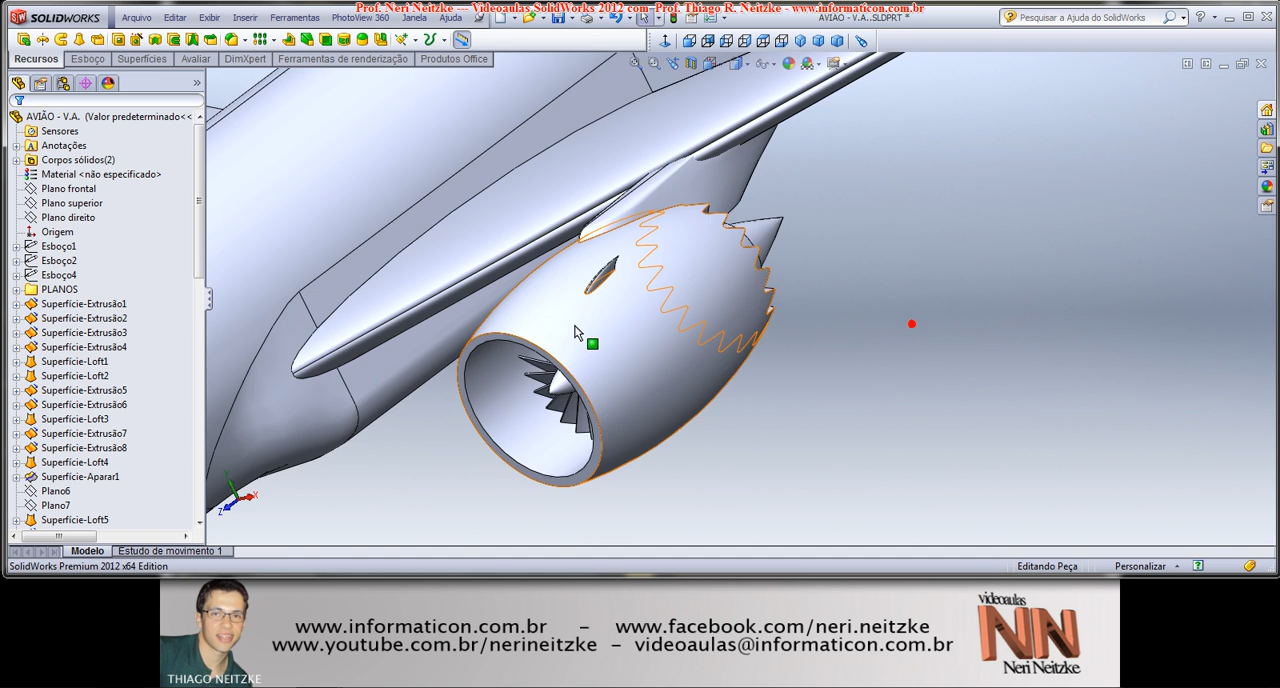 Prof. Neri Neitzke --- Videoaulas SolidWorks 2012 com Prof. Thiago R. Neitzke - www.informaticon.com.br
SOLIDWORKS
Arquivo Editar Exibir Inserir Ferramentas PhotoView 360 Janela Ajuda
AVIAO - V.A..SLDPRT *
Pesquisar a Ajuda do SolidWorks
Recursos Esboço Superfícies Avaliar DimXpert Ferramentas de renderização Produtos Office
AVIÃO - V.A. (Valor predeterminado<<
Sensores
Anotações
Corpos sólidos(2)
Material <não especificado>
Plano frontal
Plano superior
Plano direito
Origem
Esboço1
Esboço2
Esboço4
PLANOS
Superfície-Extrusão1
Superfície-Extrusão2
Superfície-Extrusão3
Superfície-Extrusão4
Superfície-Loft1
Superfície-Loft2
Superfície-Extrusão5
Superfície-Extrusão6
Superfície-Loft3
Superfície-Extrusão7
Superfície-Extrusão8
Superfície-Loft4
Superfície-Aparar1
Plano6
Plano7
Superfície-Loft5
Y
X
Z
Modelo Estudo de movimento 1
SolidWorks Premium 2012 x64 Edition
Editando Peça
Personalizar
www.informaticon.com.br - www.facebook.com/neri.neitzke
www.youtube.com.br/nerineitzke - videoaulas@informaticon.com.br
THIAGO NEITZKE
videoaulas
NN
Neri Neitzke